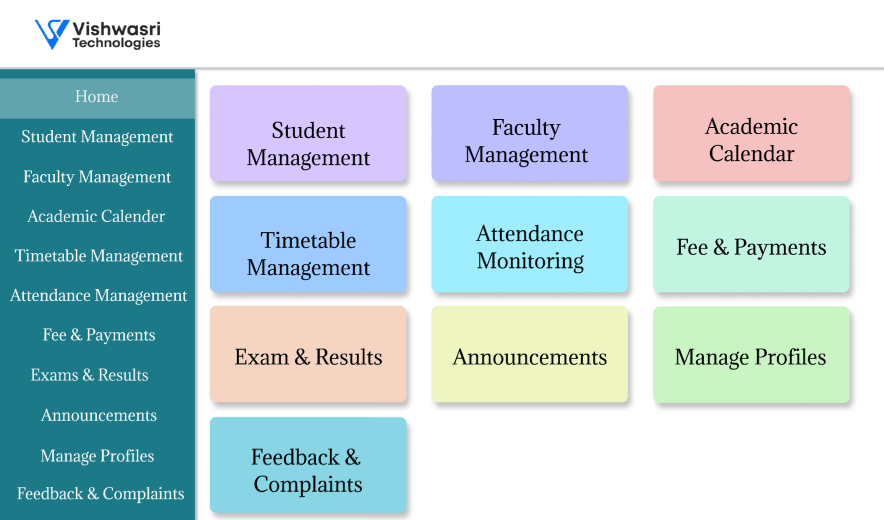 Vishwasri
Technologies
Home
Student Management
Faculty Management
Academic Calender
Timetable Management
Attendance Management
Fee & Payments
Exams & Results
Announcements
Manage Profiles
Feedback & Complaints
Student
Management
Faculty
Management
Academic
Calendar
Timetable
Management
Attendance
Monitoring
Fee & Payments
Exam & Results
Announcements
Manage Profiles
Feedback &
Complaints